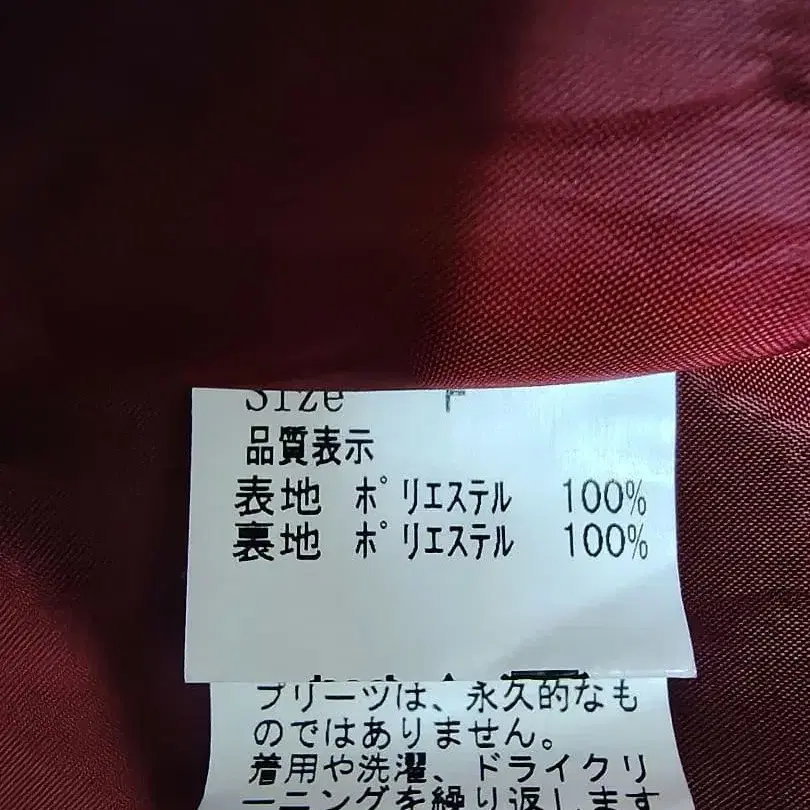 Size F
品質表示
表地 ポリエステル 100%
裏地 ポリエステル 100%
プリーツは、永久的なも
のではありません。
着用や洗濯、ドライクリ
ーニングを繰り返します